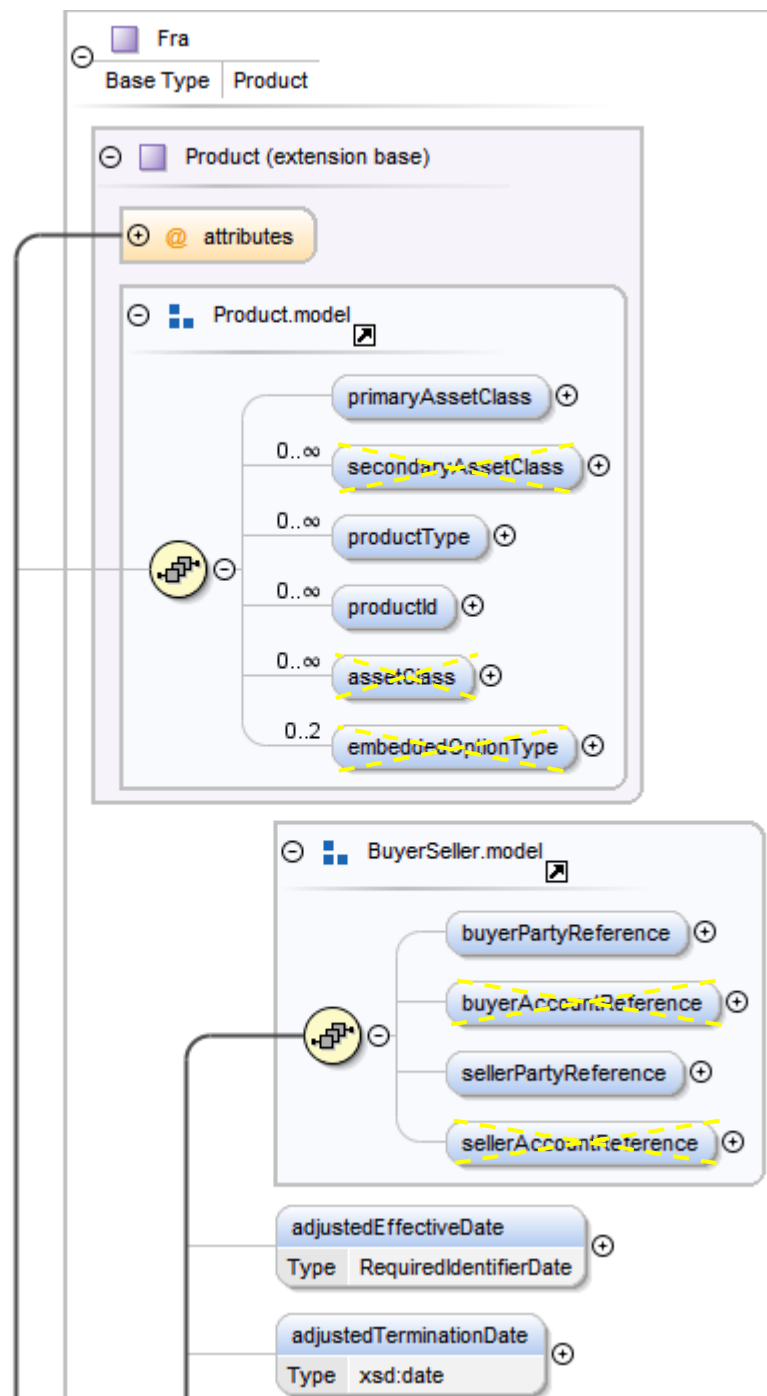 Fra
Base Type Product
Product (extension base)
@ attributes
Product.model
primaryAssetClass
0..∞
secondaryAssetClass
0..∞
productType
0..∞
productId
0..∞
assetClass
0..2
embeddedOptionType
BuyerSeller.model
buyerPartyReference
buyerAccountReference
sellerPartyReference
sellerAccountReference
adjustedEffectiveDate
Type RequiredIdentifierDate
adjustedTerminationDate
Type xsd:date